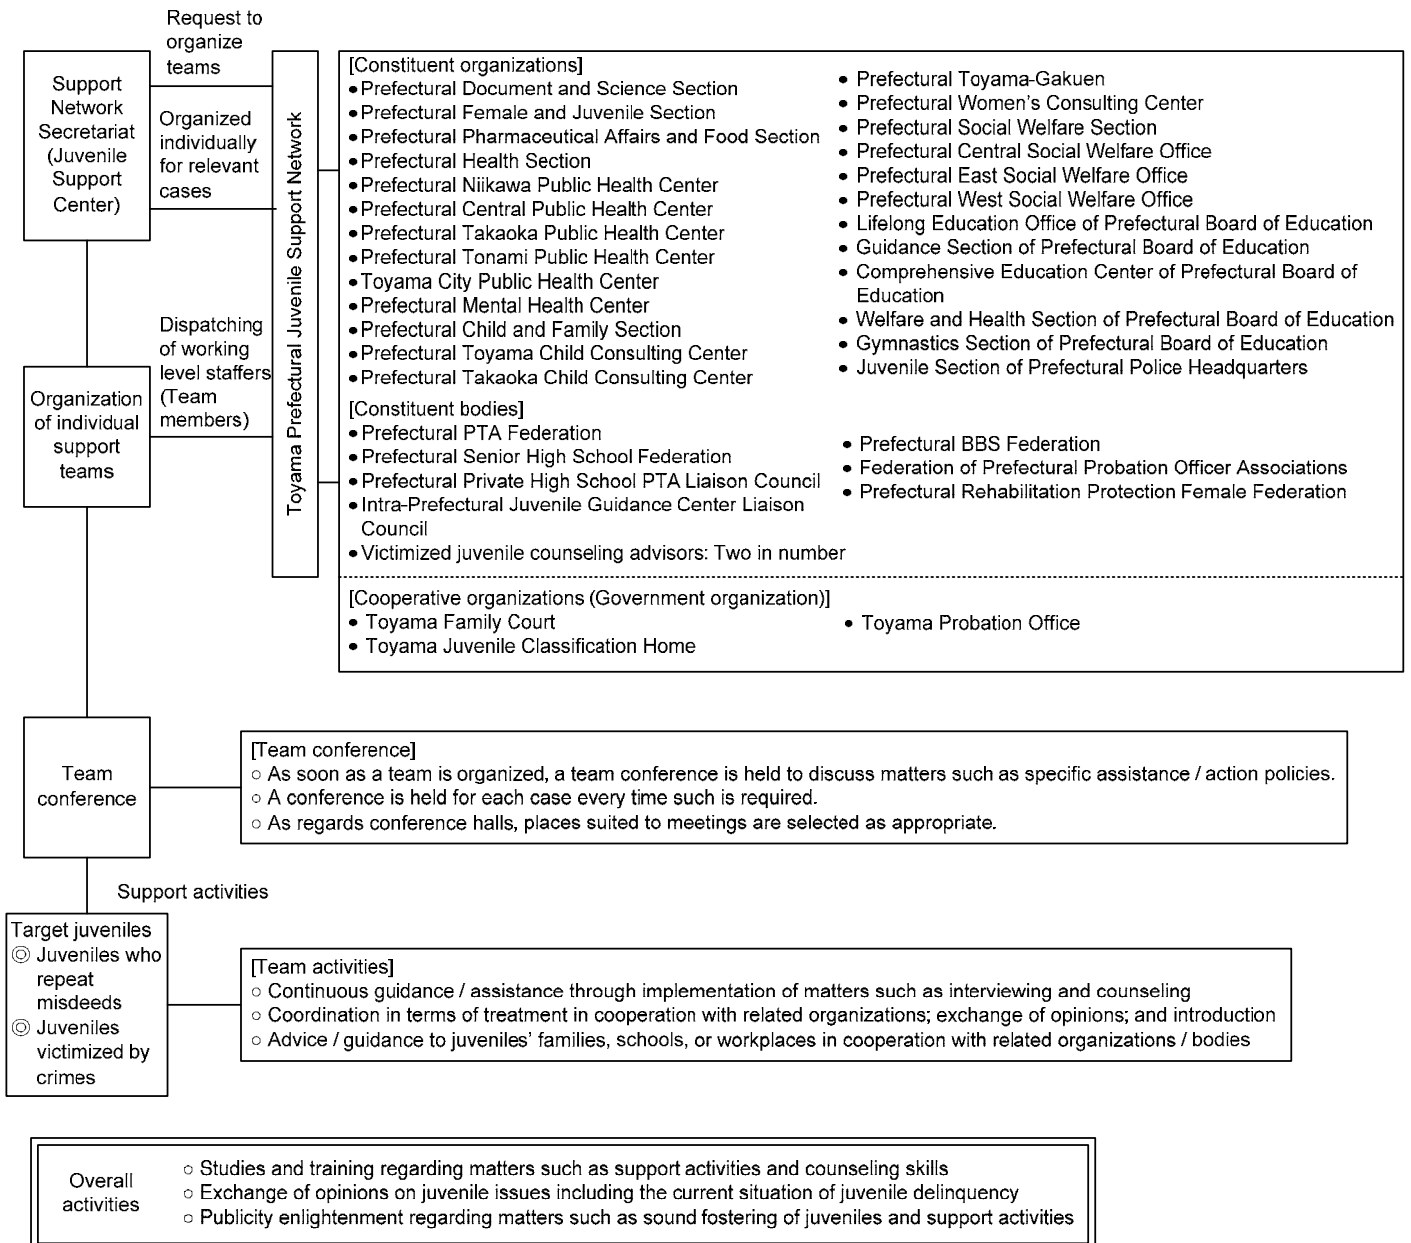 Request to
organize
teams
Support
Network
Secretariat
(Juvenile
Support
Center)
Organized
individually
for relevant
cases
Dispatching
of working
level staffers
(Team
members)
Organization
of individual
support
teams
Toyama Prefectural Juvenile Support Network
[Constituent organizations]
● Prefectural Document and Science Section
● Prefectural Female and Juvenile Section
● Prefectural Pharmaceutical Affairs and Food Section
● Prefectural Health Section
● Prefectural Niikawa Public Health Center
● Prefectural Central Public Health Center
● Prefectural Takaoka Public Health Center
● Prefectural Tonami Public Health Center
● Toyama City Public Health Center
● Prefectural Mental Health Center
● Prefectural Child and Family Section
● Prefectural Toyama Child Consulting Center
● Prefectural Takaoka Child Consulting Center
● Prefectural Toyama-Gakuen
● Prefectural Women's Consulting Center
● Prefectural Social Welfare Section
● Prefectural Central Social Welfare Office
● Prefectural East Social Welfare Office
● Prefectural West Social Welfare Office
● Lifelong Education Office of Prefectural Board of Education
● Guidance Section of Prefectural Board of Education
● Comprehensive Education Center of Prefectural Board of
Education
● Welfare and Health Section of Prefectural Board of Education
● Gymnastics Section of Prefectural Board of Education
● Juvenile Section of Prefectural Police Headquarters
[Constituent bodies]
● Prefectural PTA Federation
● Prefectural Senior High School Federation
● Prefectural Private High School PTA Liaison Council
● Intra-Prefectural Juvenile Guidance Center Liaison
Council
● Victimized juvenile counseling advisors: Two in number
● Prefectural BBS Federation
● Federation of Prefectural Probation Officer Associations
● Prefectural Rehabilitation Protection Female Federation
[Cooperative organizations (Government organization)]
● Toyama Family Court
● Toyama Juvenile Classification Home
● Toyama Probation Office
Team
conference
[Team conference]
○ As soon as a team is organized, a team conference is held to discuss matters such as specific assistance / action policies.
○ A conference is held for each case every time such is required.
○ As regards conference halls, places suited to meetings are selected as appropriate.
Support activities
Target juveniles
◎ Juveniles who
repeat
misdeeds
◎ Juveniles
victimized by
crimes
[Team activities]
○ Continuous guidance / assistance through implementation of matters such as interviewing and counseling
○ Coordination in terms of treatment in cooperation with related organizations; exchange of opinions; and introduction
○ Advice / guidance to juveniles' families, schools, or workplaces in cooperation with related organizations / bodies
Overall
activities
○ Studies and training regarding matters such as support activities and counseling skills
○ Exchange of opinions on juvenile issues including the current situation of juvenile delinquency
○ Publicity enlightenment regarding matters such as sound fostering of juveniles and support activities